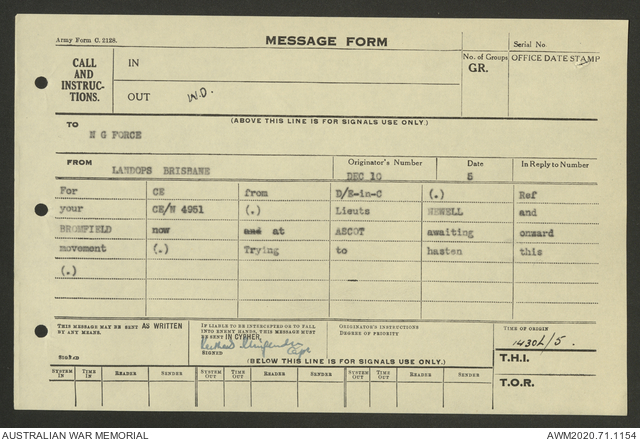 Army Form C. 2128.
MESSAGE FORM
Serial No.
CALL AND INSTRUC- TIONS.
IN
No. of Groups GR.
OFFICE DATE STAMP
OUT W.D.
(ABOVE THIS LINE IS FOR SIGNALS USE ONLY.)
TO
N G FORCE
FROM LANDOPS BRISBANE
Originator's Number DEC 10
Date 5
In Reply to Number
For CE from D/E-in-C (.) Ref
your CE/W 4951 (.) Lieuts NEWELL and
BROMFIELD now at ASCOT awaiting onward
movement (.) Trying to hasten this
(.)
THIS MESSAGE MAY BE SENT AS WRITTEN BY ANY MEANS.
IF LIABLE TO BE INTERCEPTED OR TO FALL INTO ENEMY HANDS, THIS MESSAGE MUST BE SENT IN CYPHER.
ORIGINATOR'S INSTRUCTIONS DEGREE OF PRIORITY
TIME OF ORIGIN
1430L/5.
SIGNED
SIGNED Capt
(BELOW THIS LINE IS FOR SIGNALS USE ONLY.)
T.H.I.
SYSTEM IN TIME IN READER SENDER SYSTEM OUT TIME OUT READER SENDER SYSTEM OUT TIME OUT READER SENDER
T.O.R.
AUSTRALIAN WAR MEMORIAL AWM2020.71.1154